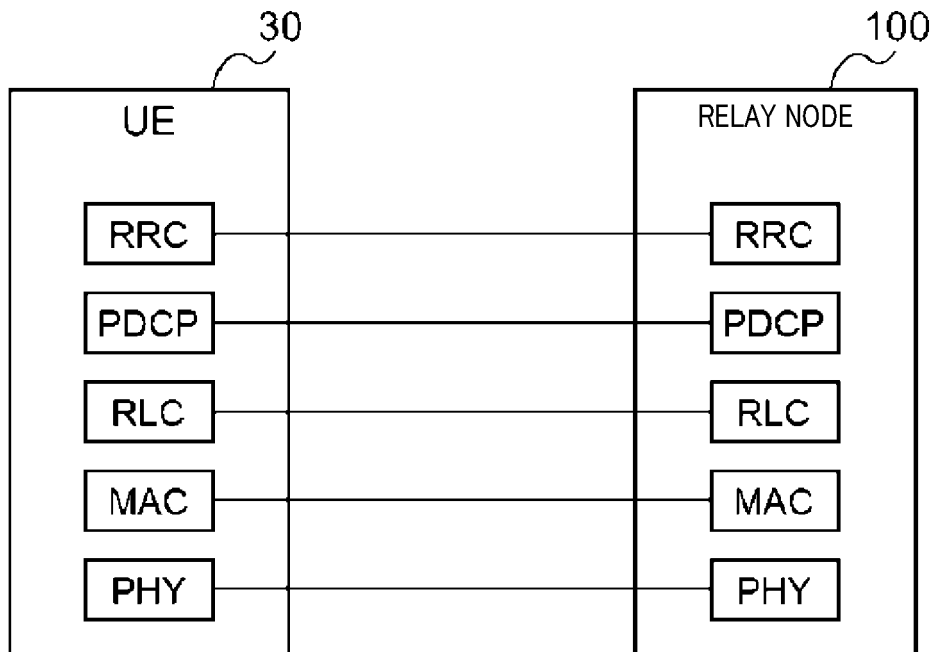 30
100
UE
RELAY NODE
RRC
RRC
PDCP
PDCP
RLC
RLC
MAC
MAC
PHY
PHY